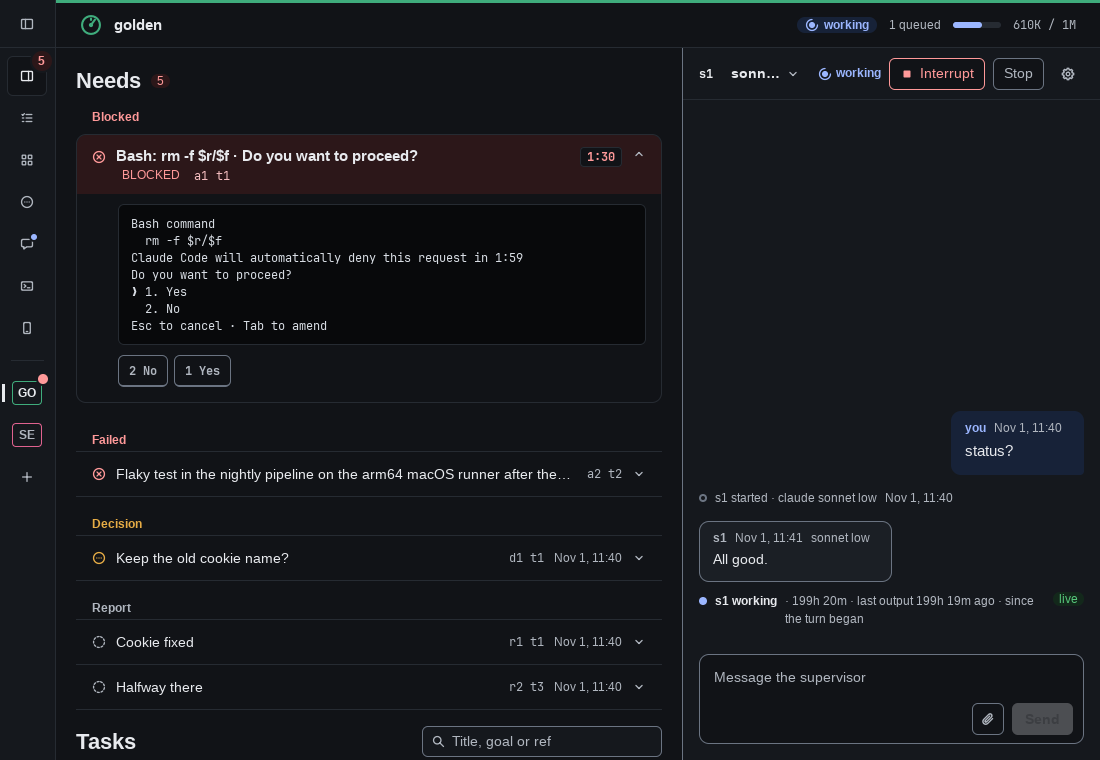 golden
working
1 queued
610K / 1M
5
GO
SE
Needs 5
Blocked
Bash: rm -f $r/$f · Do you want to proceed?
1:30
BLOCKED a1 t1
Bash command
rm -f $r/$f
Claude Code will automatically deny this request in 1:59
Do you want to proceed?
❯ 1. Yes
2. No
Esc to cancel · Tab to amend
2 No
1 Yes
Failed
Flaky test in the nightly pipeline on the arm64 macOS runner after the… a2 t2
Decision
Keep the old cookie name? d1 t1 Nov 1, 11:40
Report
Cookie fixed r1 t1 Nov 1, 11:40
Halfway there r2 t3 Nov 1, 11:40
Tasks
Title, goal or ref
s1 sonn… working Interrupt Stop
you Nov 1, 11:40
status?
s1 started · claude sonnet low Nov 1, 11:40
s1 Nov 1, 11:41 sonnet low
All good.
s1 working · 199h 20m · last output 199h 19m ago · since
the turn began
live
Message the supervisor
Send